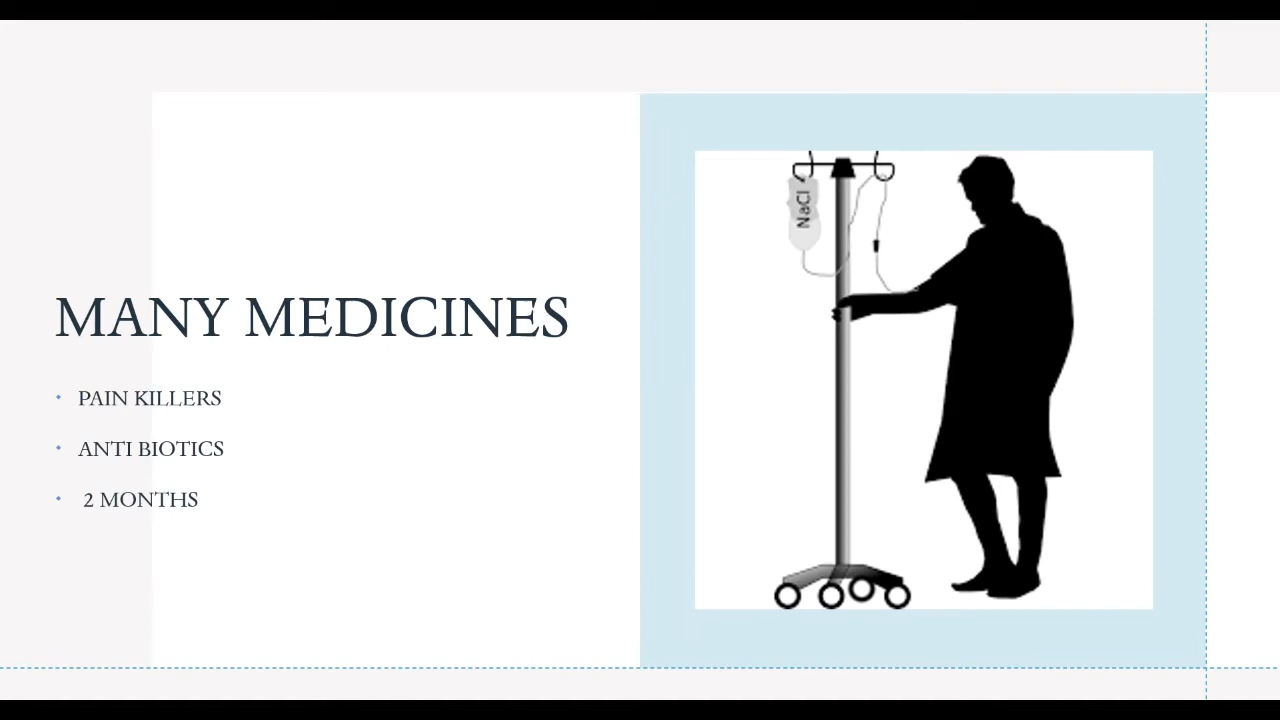 MANY MEDICINES
PAIN KILLERS
ANTI BIOTICS
2 MONTHS
NaCl